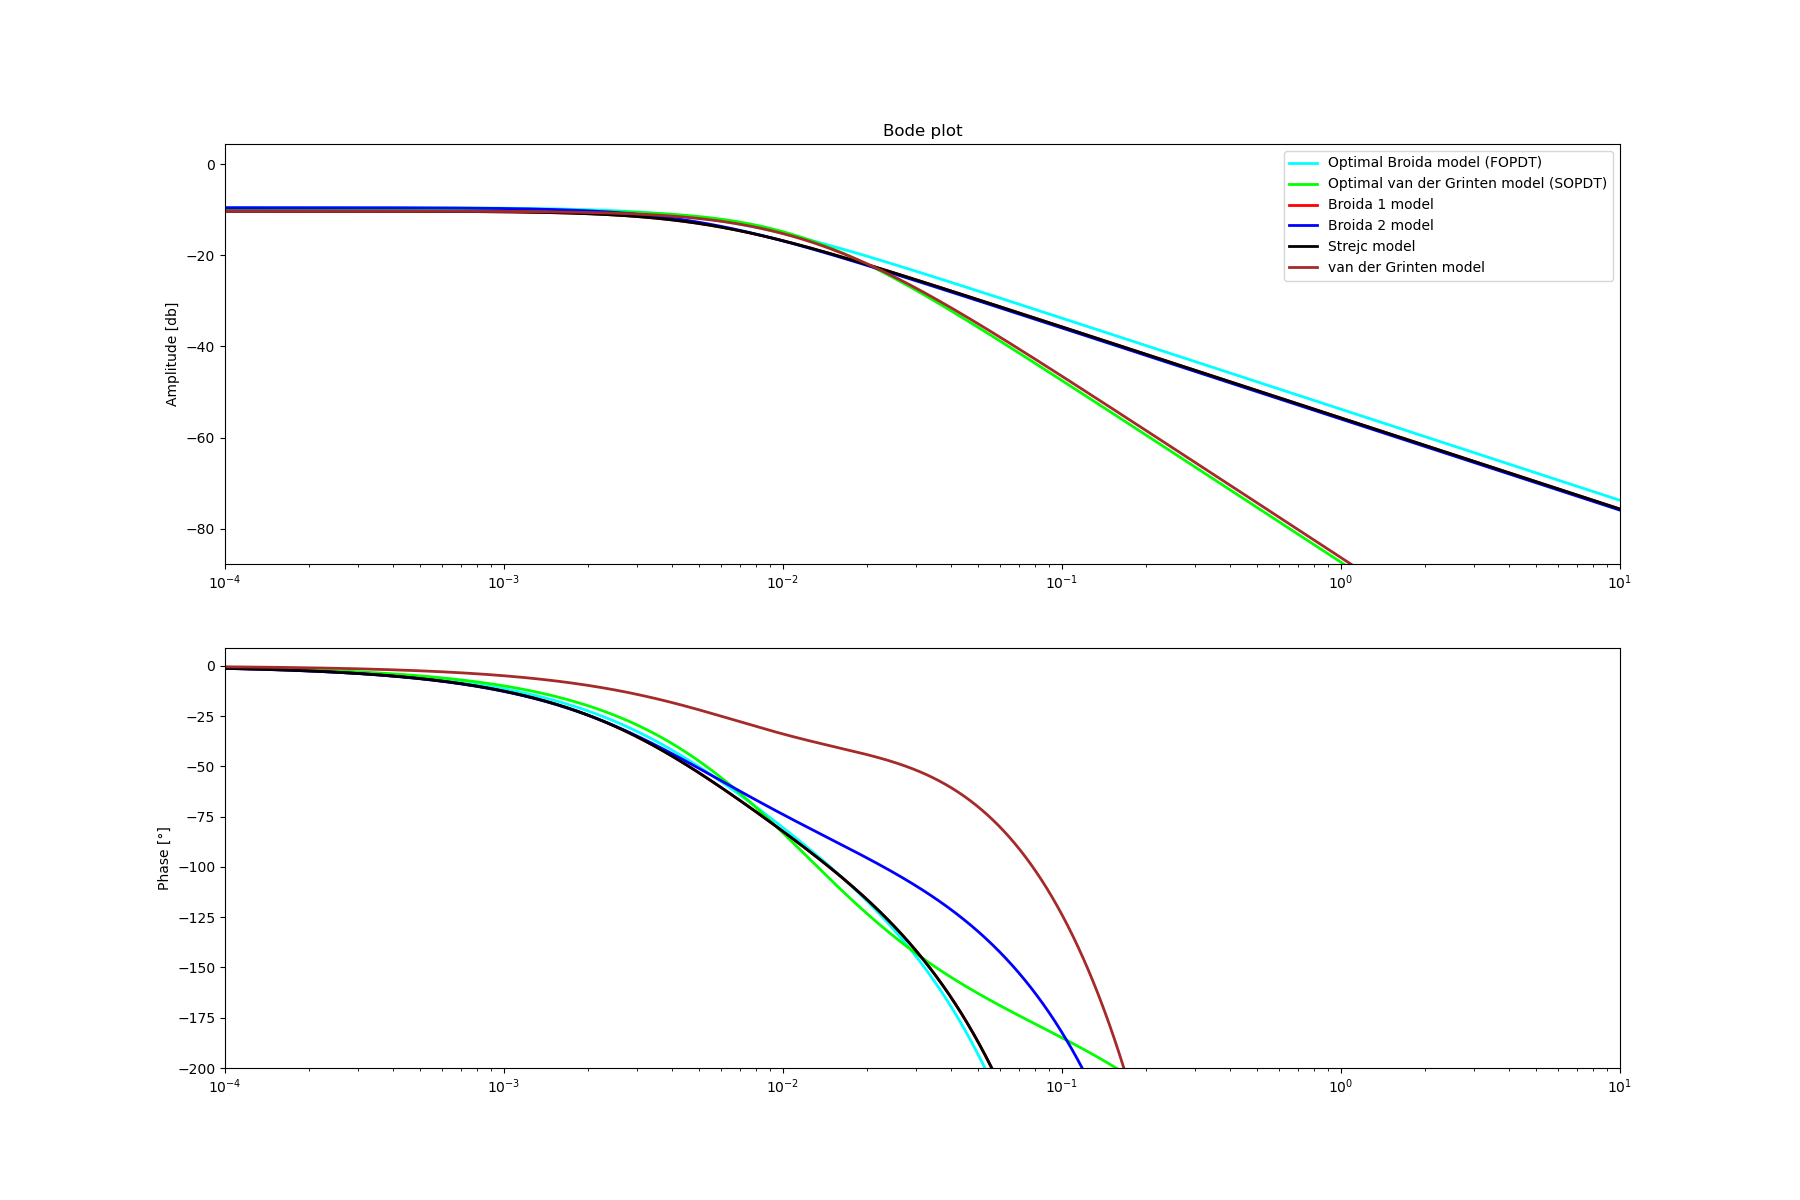 Bode plot
Optimal Broida model (FOPDT)
Optimal van der Grinten model (SOPDT)
Broida 1 model
Broida 2 model
Strejc model
van der Grinten model
Amplitude [db]
0
−20
−40
−60
−80
10⁻⁴ 10⁻³ 10⁻² 10⁻¹ 10⁰ 10¹
Phase [°]
0
−25
−50
−75
−100
−125
−150
−175
−200
10⁻⁴ 10⁻³ 10⁻² 10⁻¹ 10⁰ 10¹